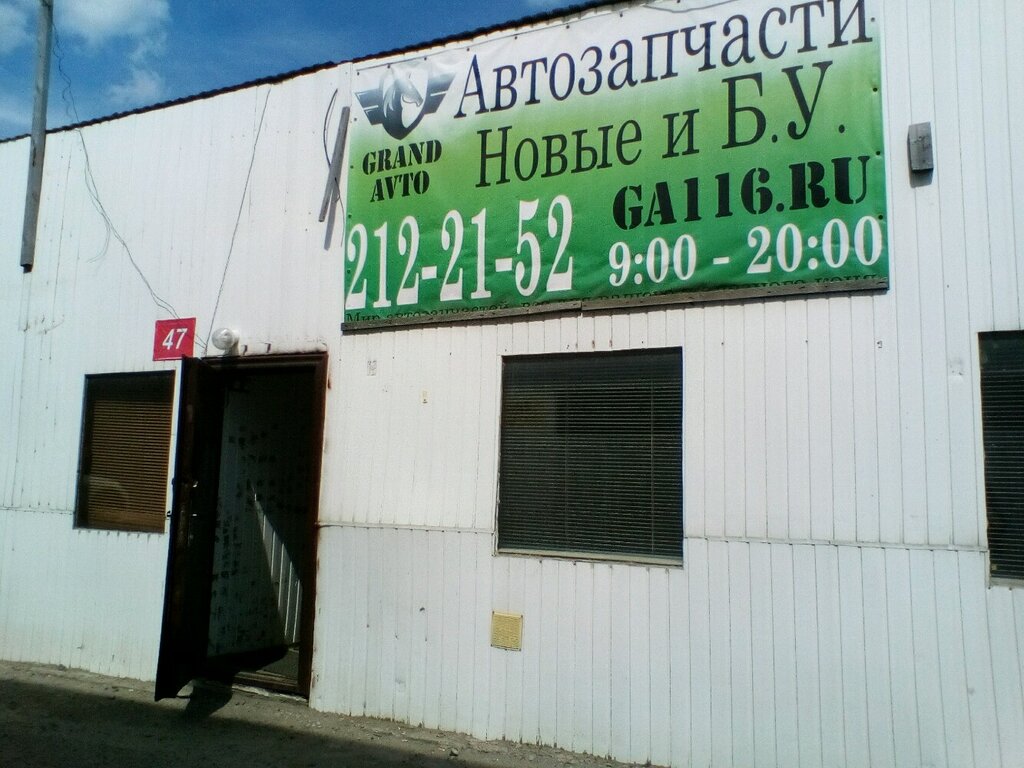 Автозапчасти
Новые и Б.У.
GRAND
AVTO
GA116.RU
212-21-52
9:00 - 20:00
47